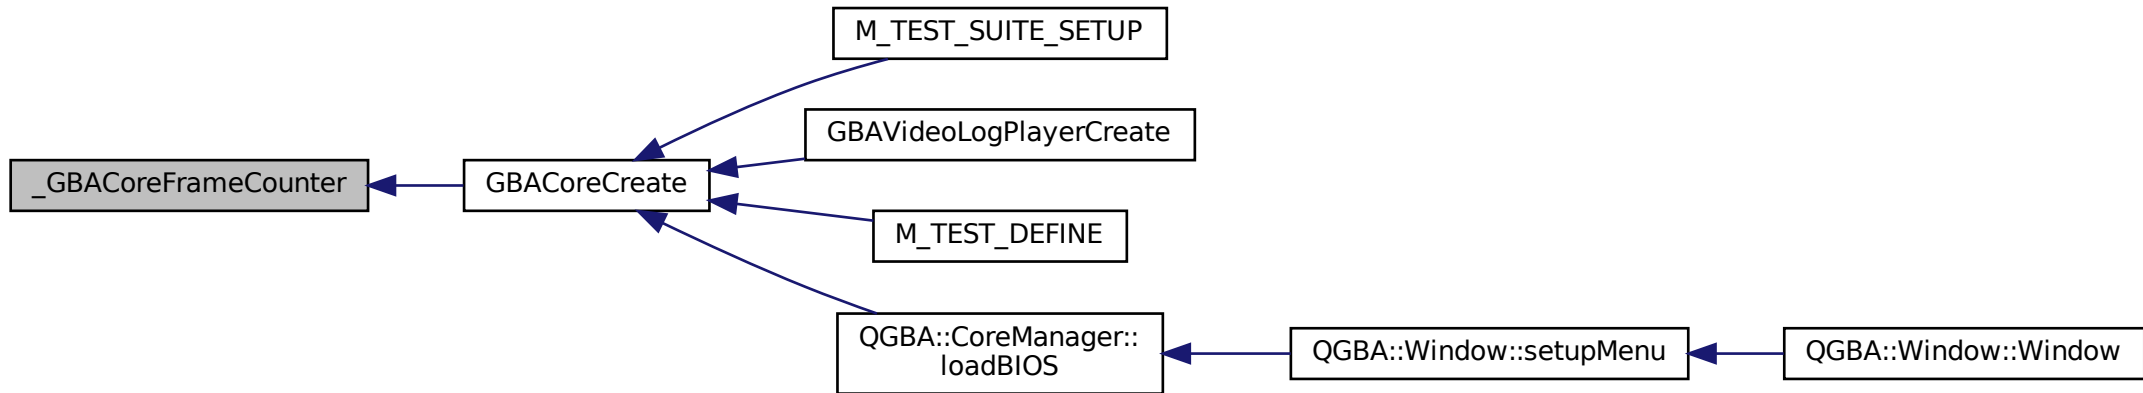 M_TEST_SUITE_SETUP
GBAVideoLogPlayerCreate
_GBACoreFrameCounter
GBACoreCreate
M_TEST_DEFINE
QGBA::CoreManager::
loadBIOS
QGBA::Window::setupMenu
QGBA::Window::Window